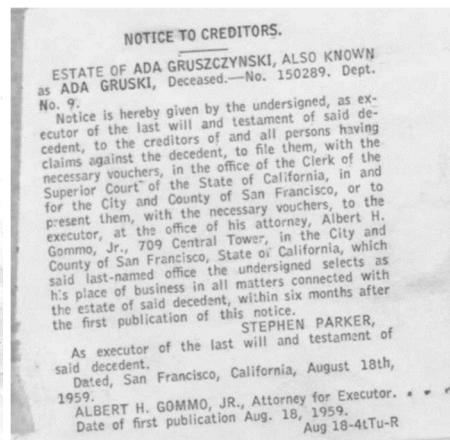 NOTICE TO CREDITORS.
ESTATE OF ADA GRUSZCZYNSKI, ALSO KNOWN
as ADA GRUSKI, Deceased.—No. 150289. Dept.
No. 9.
Notice is hereby given by the undersigned, as ex-
ecutor of the last will and testament of said de-
cedent, to the creditors of and all persons having
claims against the decedent, to file them, with the
necessary vouchers, in the office of the Clerk of the
Superior Court of the State of California, in and
for the City and County of San Francisco, or to
present them, with the necessary vouchers, to the
executor, at the office of his attorney, Albert H.
Gommo, Jr., 709 Central Tower, in the City and
County of San Francisco, State of California, which
said last-named office the undersigned selects as
his place of business in all matters connected with
the estate of said decedent, within six months after
the first publication of this notice.
STEPHEN PARKER,
As executor of the last will and testament of
said decedent.
Dated, San Francisco, California, August 18th,
1959.
ALBERT H. GOMMO, JR., Attorney for Executor.
Date of first publication Aug. 18, 1959.
Aug 18-4tTu-R